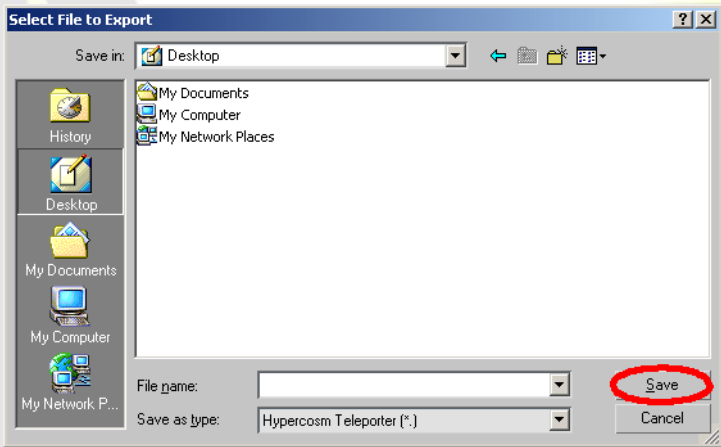 Select File to Export
Save in: Desktop
My Documents
My Computer
My Network Places
History
Desktop
My Documents
My Computer
My Network P...
File name:
Save
Save as type: Hypercosm Teleporter (*.)
Cancel